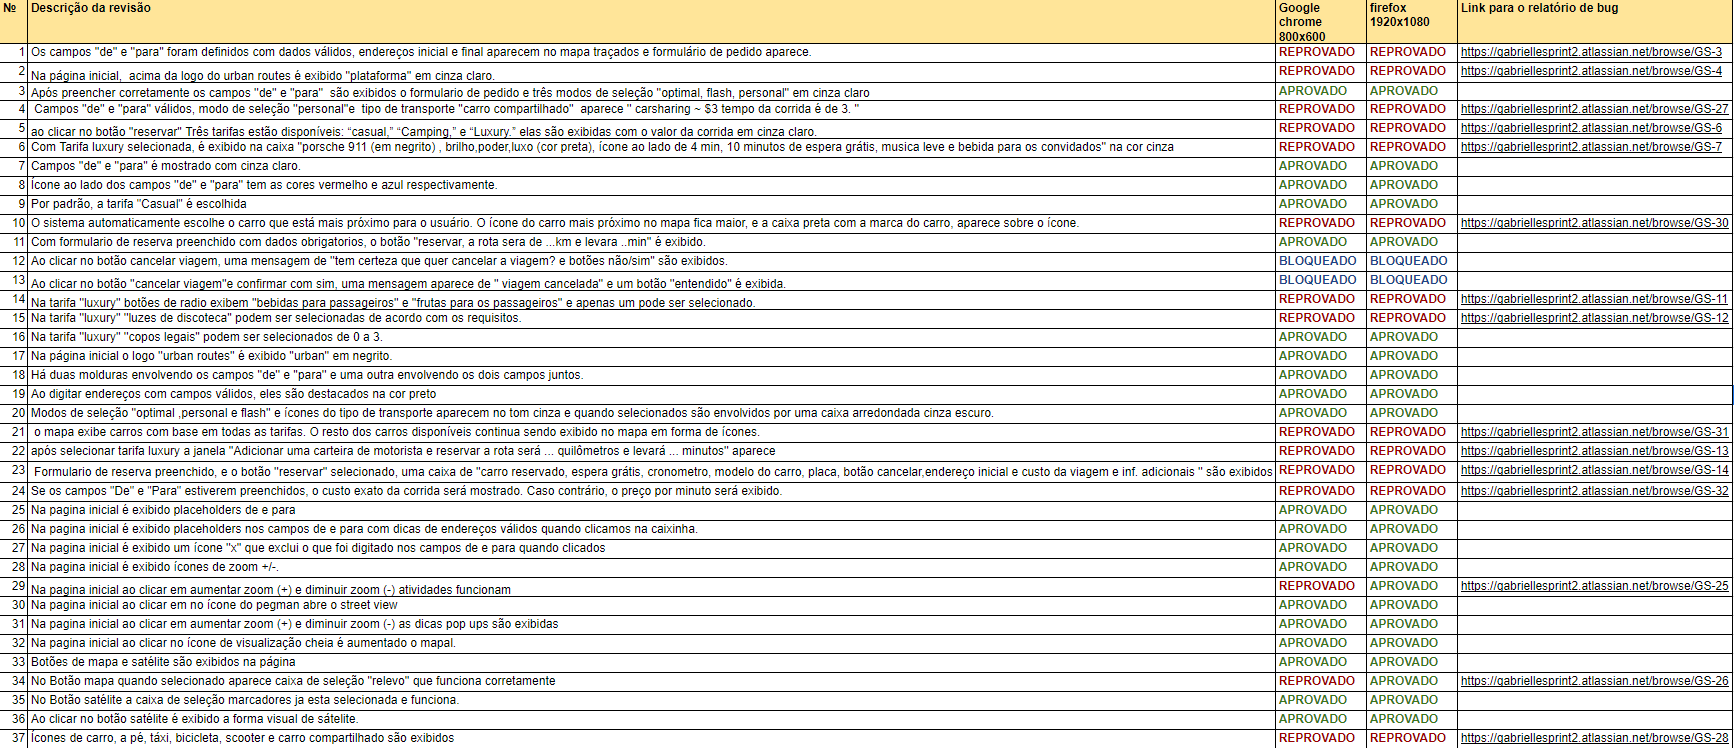 № Descrição da revisão Google chrome 800x600 firefox 1920x1080 Link para o relatório de bug
1 Os campos "de" e "para" foram definidos com dados válidos, endereços inicial e final aparecem no mapa traçados e formulário de pedido aparece. REPROVADO REPROVADO https://gabriellesprint2.atlassian.net/browse/GS-3
2 Na página inicial, acima da logo do urban routes é exibido "plataforma" em cinza claro. REPROVADO REPROVADO https://gabriellesprint2.atlassian.net/browse/GS-4
3 Após preencher corretamente os campos "de" e "para" são exibidos o formulario de pedido e três modos de seleção "optimal, flash, personal" em cinza claro APROVADO APROVADO
4 Campos "de" e "para" válidos, modo de seleção "personal"e tipo de transporte "carro compartilhado" aparece " carsharing ~ $3 tempo da corrida é de 3. " REPROVADO REPROVADO https://gabriellesprint2.atlassian.net/browse/GS-27
5 ao clicar no botão "reservar" Três tarifas estão disponíveis: “casual,” “Camping,” e “Luxury.” elas são exibidas com o valor da corrida em cinza claro. REPROVADO REPROVADO https://gabriellesprint2.atlassian.net/browse/GS-6
6 Com Tarifa luxury selecionada, é exibido na caixa "porsche 911 (em negrito) , brilho,poder,luxo (cor preta), ícone ao lado de 4 min, 10 minutos de espera grátis, musica leve e bebida para os convidados" na cor cinza REPROVADO REPROVADO https://gabriellesprint2.atlassian.net/browse/GS-7
7 Campos "de" e "para" é mostrado com cinza claro. APROVADO APROVADO
8 Ícone ao lado dos campos "de" e "para" tem as cores vermelho e azul respectivamente. APROVADO APROVADO
9 Por padrão, a tarifa "Casual" é escolhida APROVADO APROVADO
10 O sistema automaticamente escolhe o carro que está mais próximo para o usuário. O ícone do carro mais próximo no mapa fica maior, e a caixa preta com a marca do carro, aparece sobre o ícone. REPROVADO REPROVADO https://gabriellesprint2.atlassian.net/browse/GS-30
11 Com formulario de reserva preenchido com dados obrigatorios, o botão "reservar, a rota sera de ...km e levara ..min" é exibido. APROVADO APROVADO
12 Ao clicar no botão cancelar viagem, uma mensagem de "tem certeza que quer cancelar a viagem? e botões não/sim" são exibidos. BLOQUEADO BLOQUEADO
13 Ao clicar no botão "cancelar viagem"e confirmar com sim, uma mensagem aparece de " viagem cancelada" e um botão "entendido" é exibida. BLOQUEADO BLOQUEADO
14 Na tarifa "luxury" botões de radio exibem "bebidas para passageiros" e "frutas para os passageiros" e apenas um pode ser selecionado. REPROVADO REPROVADO https://gabriellesprint2.atlassian.net/browse/GS-11
15 Na tarifa "luxury" "luzes de discoteca" podem ser selecionadas de acordo com os requisitos. REPROVADO REPROVADO https://gabriellesprint2.atlassian.net/browse/GS-12
16 Na tarifa "luxury" "copos legais" podem ser selecionados de 0 a 3. APROVADO APROVADO
17 Na página inicial o logo "urban routes" é exibido "urban" em negrito. APROVADO APROVADO
18 Há duas molduras envolvendo os campos "de" e "para" e uma outra envolvendo os dois campos juntos. APROVADO APROVADO
19 Ao digitar endereços com campos válidos, eles são destacados na cor preto APROVADO APROVADO
20 Modos de seleção "optimal ,personal e flash" e ícones do tipo de transporte aparecem no tom cinza e quando selecionados são envolvidos por uma caixa arredondada cinza escuro. APROVADO APROVADO
21 o mapa exibe carros com base em todas as tarifas. O resto dos carros disponíveis continua sendo exibido no mapa em forma de ícones. REPROVADO REPROVADO https://gabriellesprint2.atlassian.net/browse/GS-31
22 após selecionar tarifa luxury a janela "Adicionar uma carteira de motorista e reservar a rota será ... quilômetros e levará ... minutos" aparece REPROVADO REPROVADO https://gabriellesprint2.atlassian.net/browse/GS-13
23 Formulario de reserva preenchido, e o botão "reservar" selecionado, uma caixa de "carro reservado, espera grátis, cronometro, modelo do carro, placa, botão cancelar,endereço inicial e custo da viagem e inf. adicionais " são exibidos REPROVADO REPROVADO https://gabriellesprint2.atlassian.net/browse/GS-14
24 Se os campos "De" e "Para" estiverem preenchidos, o custo exato da corrida será mostrado. Caso contrário, o preço por minuto será exibido. REPROVADO REPROVADO https://gabriellesprint2.atlassian.net/browse/GS-32
25 Na pagina inicial é exibido placeholders de e para APROVADO APROVADO
26 Na pagina inicial é exibido placeholders nos campos de e para com dicas de endereços válidos quando clicamos na caixinha. APROVADO APROVADO
27 Na pagina inicial é exibido um ícone "x" que exclui o que foi digitado nos campos de e para quando clicados APROVADO APROVADO
28 Na pagina inicial é exibido ícones de zoom +/-. APROVADO APROVADO
29 Na pagina inicial ao clicar em aumentar zoom (+) e diminuir zoom (-) atividades funcionam REPROVADO APROVADO https://gabriellesprint2.atlassian.net/browse/GS-25
30 Na pagina inicial ao clicar em no ícone do pegman abre o street view APROVADO APROVADO
31 Na pagina inicial ao clicar em aumentar zoom (+) e diminuir zoom (-) as dicas pop ups são exibidas APROVADO APROVADO
32 Na pagina inicial ao clicar no ícone de visualização cheia é aumentado o mapal. APROVADO APROVADO
33 Botões de mapa e satélite são exibidos na página APROVADO APROVADO
34 No Botão mapa quando selecionado aparece caixa de seleção "relevo" que funciona corretamente REPROVADO APROVADO https://gabriellesprint2.atlassian.net/browse/GS-26
35 No Botão satélite a caixa de seleção marcadores ja esta selecionada e funciona. APROVADO APROVADO
36 Ao clicar no botão satélite é exibido a forma visual de sátelite. APROVADO APROVADO
37 Ícones de carro, a pé, táxi, bicicleta, scooter e carro compartilhado são exibidos REPROVADO REPROVADO https://gabriellesprint2.atlassian.net/browse/GS-28